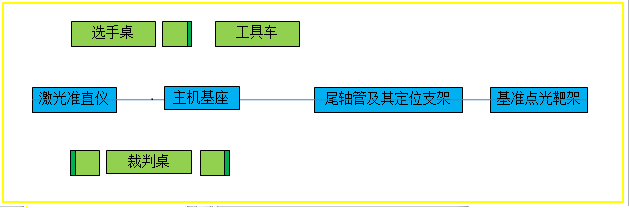 选手桌
工具车
激光准直仪
主机基座
尾轴管及其定位支架
基准点光靶架
裁判桌